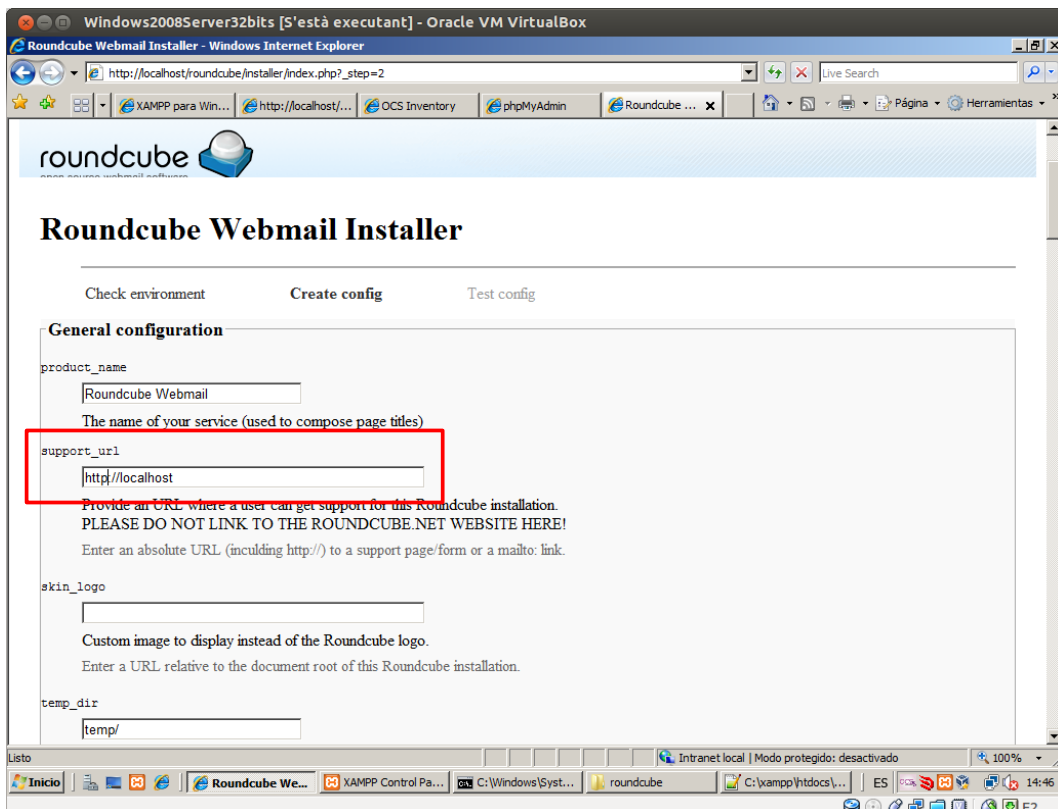 Windows2008Server32bits [S'està executant] - Oracle VM VirtualBox
Roundcube Webmail Installer - Windows Internet Explorer
http://localhost/roundcube/installer/index.php?_step=2
Live Search
XAMPP para Win... http://localhost/... OCS Inventory phpMyAdmin Roundcube ... Página Herramientas
roundcube
open source webmail software
Roundcube Webmail Installer
Check environment Create config Test config
General configuration
product_name
Roundcube Webmail
The name of your service (used to compose page titles)
support_url
http://localhost
Provide an URL where a user can get support for this Roundcube installation.
PLEASE DO NOT LINK TO THE ROUNDCUBE.NET WEBSITE HERE!
Enter an absolute URL (inculding http://) to a support page/form or a mailto: link.
skin_logo
Custom image to display instead of the Roundcube logo.
Enter a URL relative to the document root of this Roundcube installation.
temp_dir
temp/
Listo Intranet local | Modo protegido: desactivado 100%
Inicio Roundcube We... XAMPP Control Pa... C:\Windows\Syst... roundcube C:\xampp\htdocs\... ES 14:46